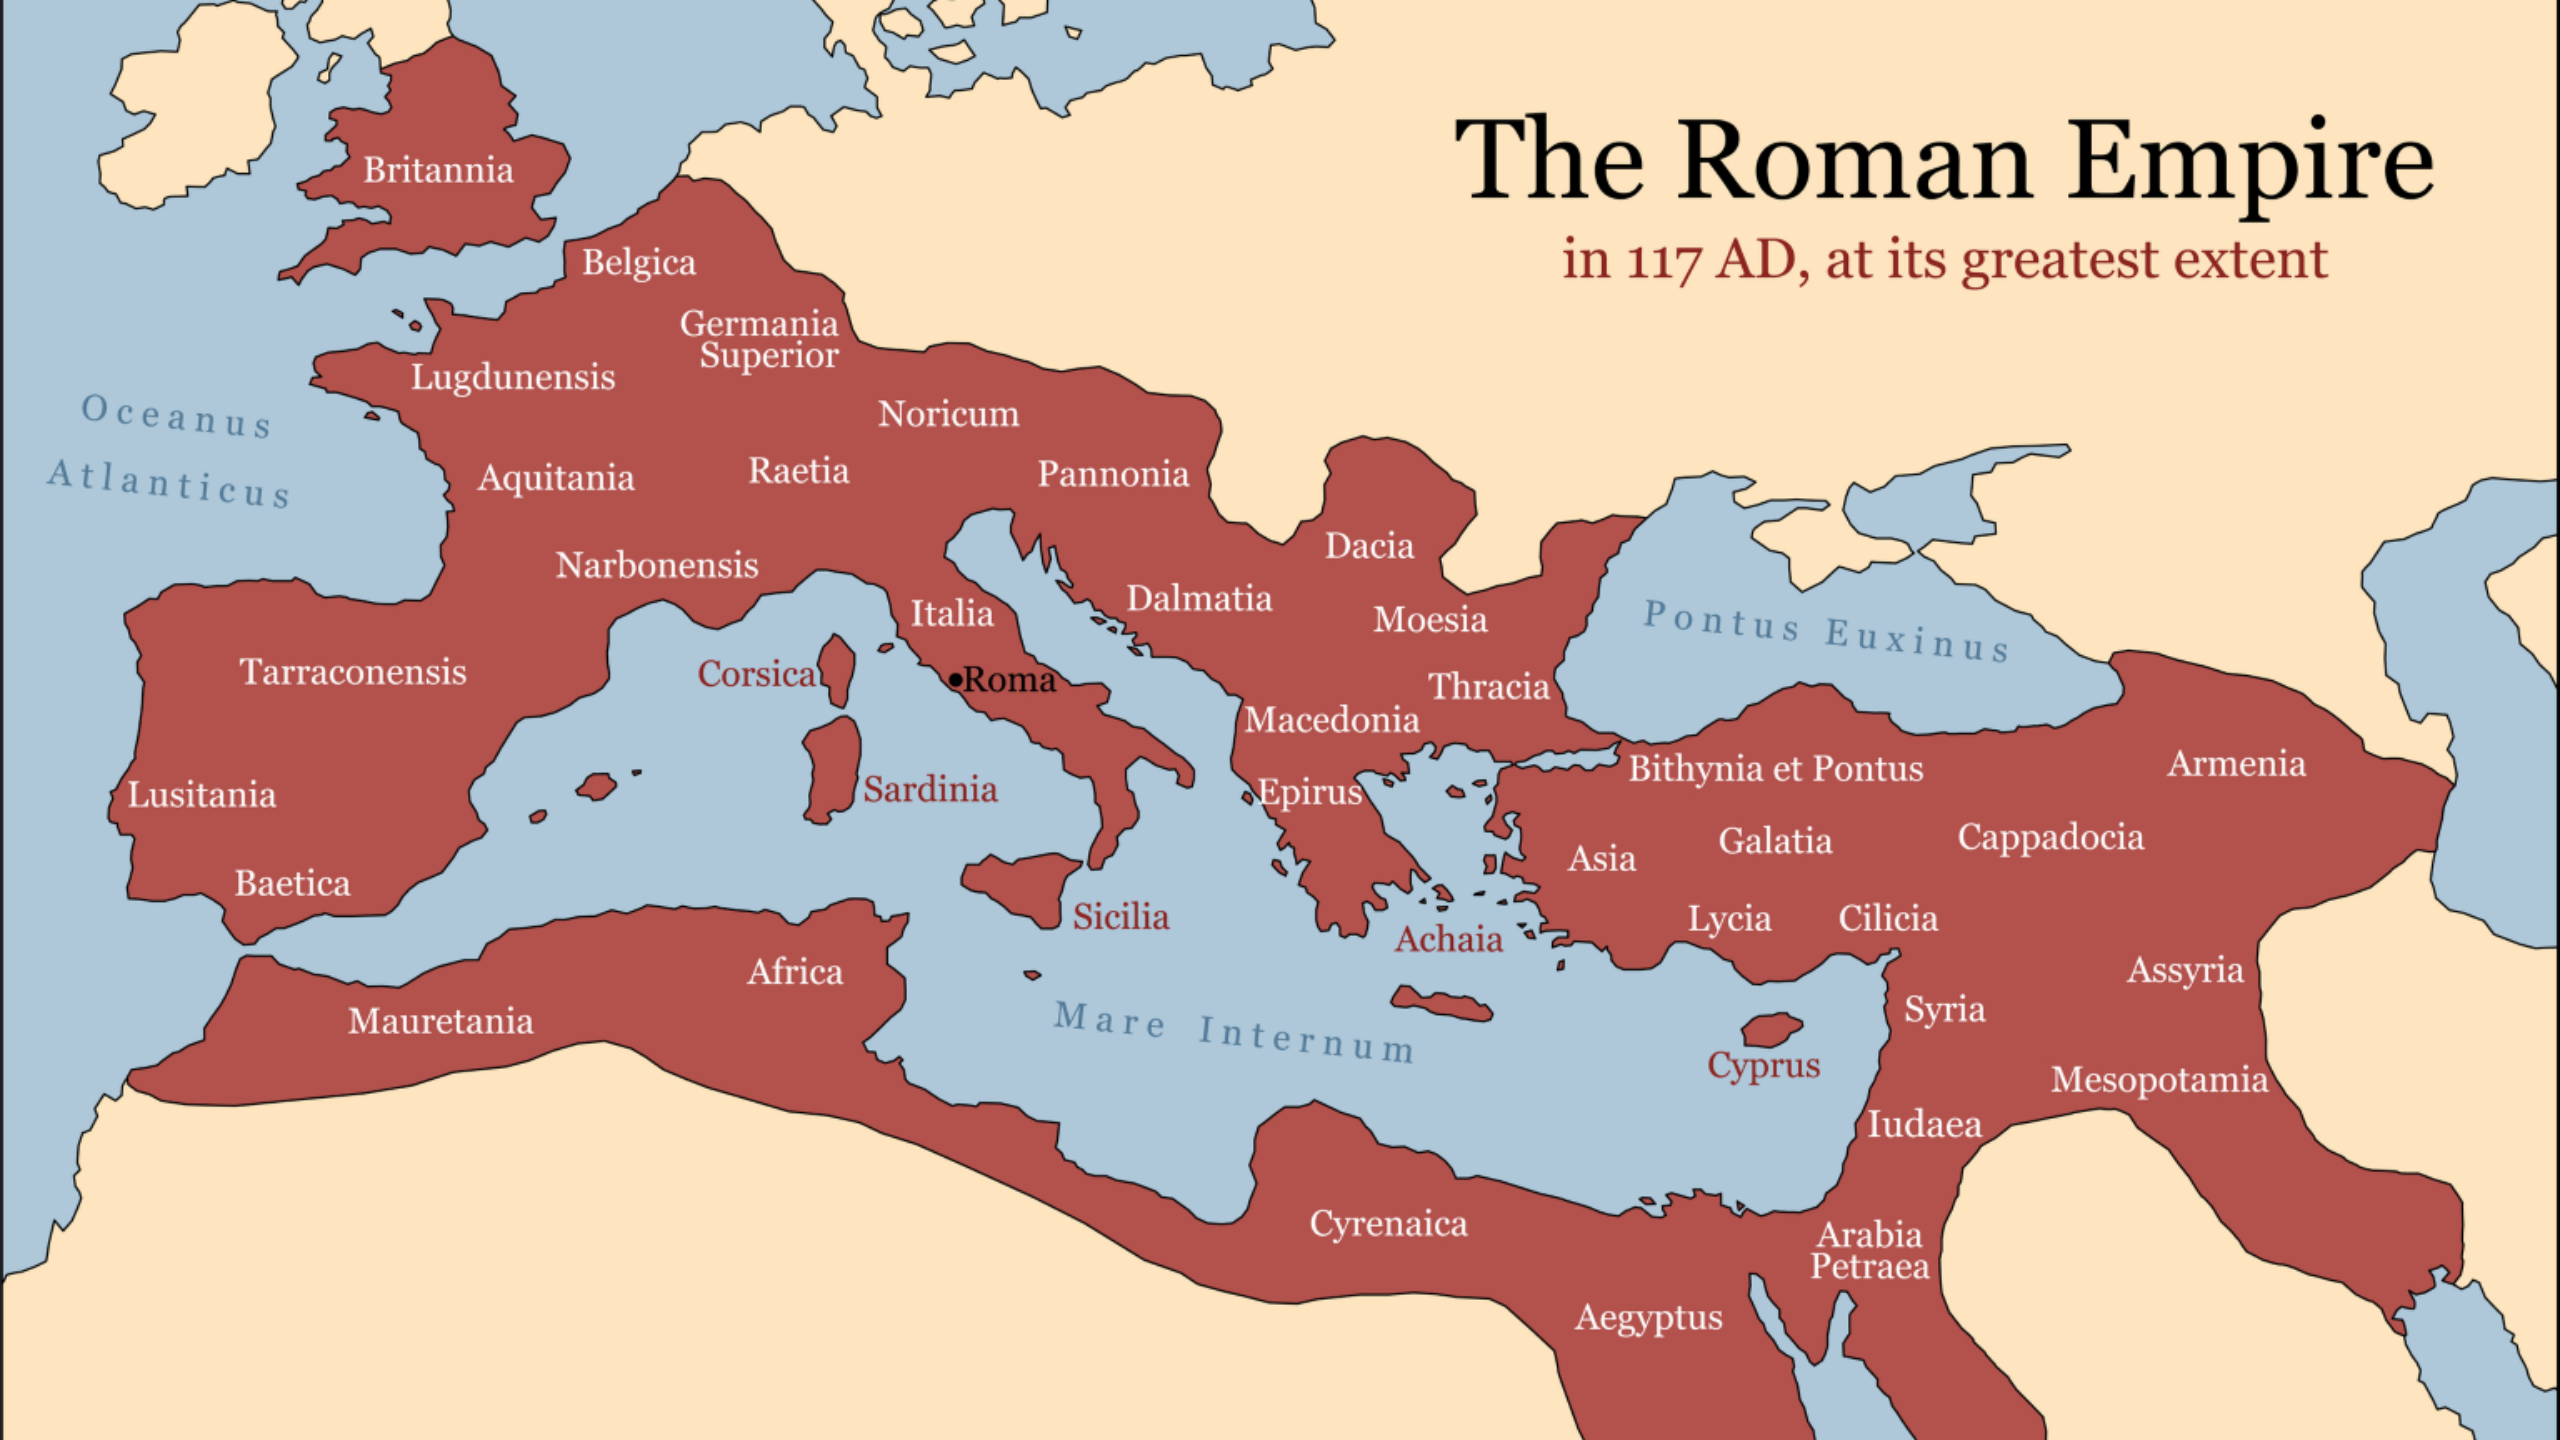 The Roman Empire
in 117 AD, at its greatest extent
Britannia
Belgica
Germania
Superior
Lugdunensis
Oceanus
Atlanticus
Noricum
Aquitania
Raetia
Pannonia
Dacia
Narbonensis
Italia
Dalmatia
Moesia
Pontus Euxinus
Tarraconensis
Corsica
Roma
Thracia
Macedonia
Lusitania
Sardinia
Epirus
Bithynia et Pontus
Armenia
Asia
Galatia
Cappadocia
Baetica
Sicilia
Achaia
Lycia
Cilicia
Africa
Assyria
Mauretania
Mare Internum
Syria
Cyprus
Mesopotamia
Iudaea
Cyrenaica
Arabia
Petraea
Aegyptus